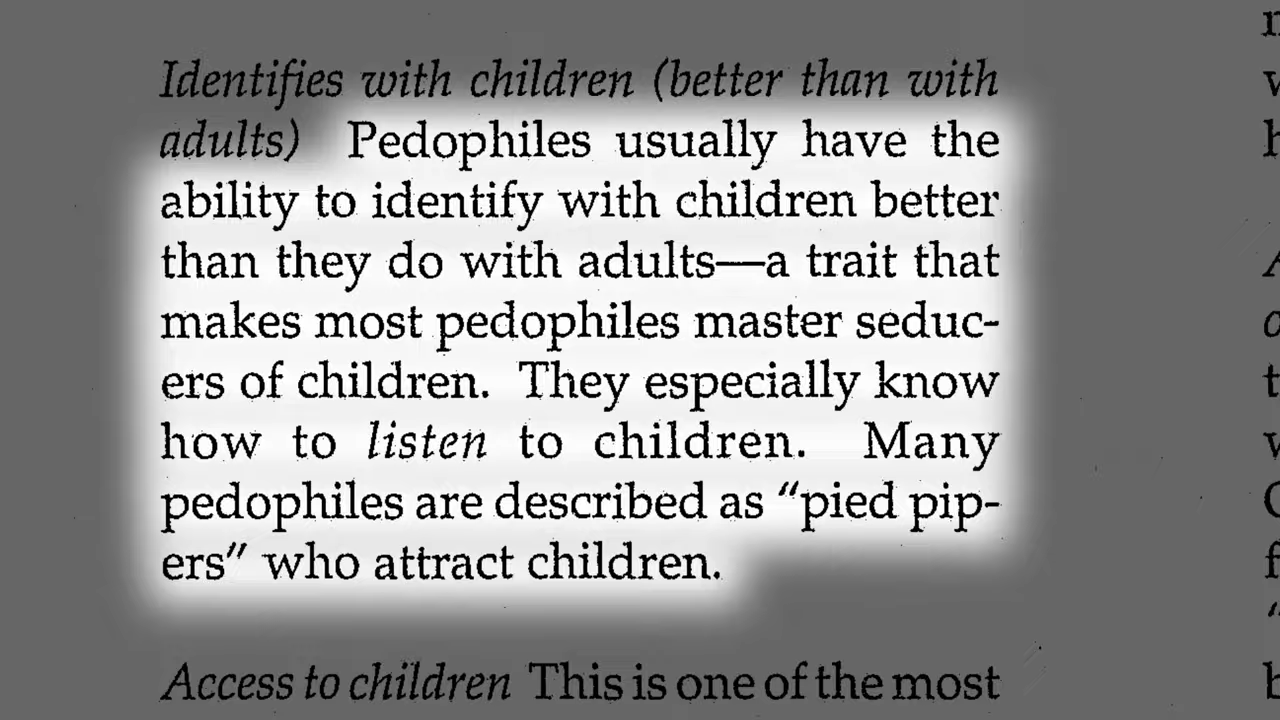 Identifies with children (better than with
adults) Pedophiles usually have the
ability to identify with children better
than they do with adults—a trait that
makes most pedophiles master seduc-
ers of children. They especially know
how to listen to children. Many
pedophiles are described as “pied pip-
ers” who attract children.
Access to children This is one of the most